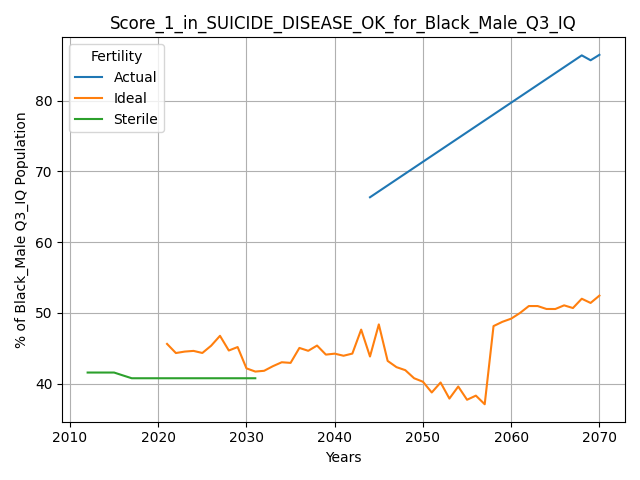 Score_1_in_SUICIDE_DISEASE_OK_for_Black_Male_Q3_IQ
Fertility
Actual
Ideal
Sterile
% of Black_Male Q3_IQ Population
80
70
60
50
40
2010 2020 2030 2040 2050 2060 2070
Years